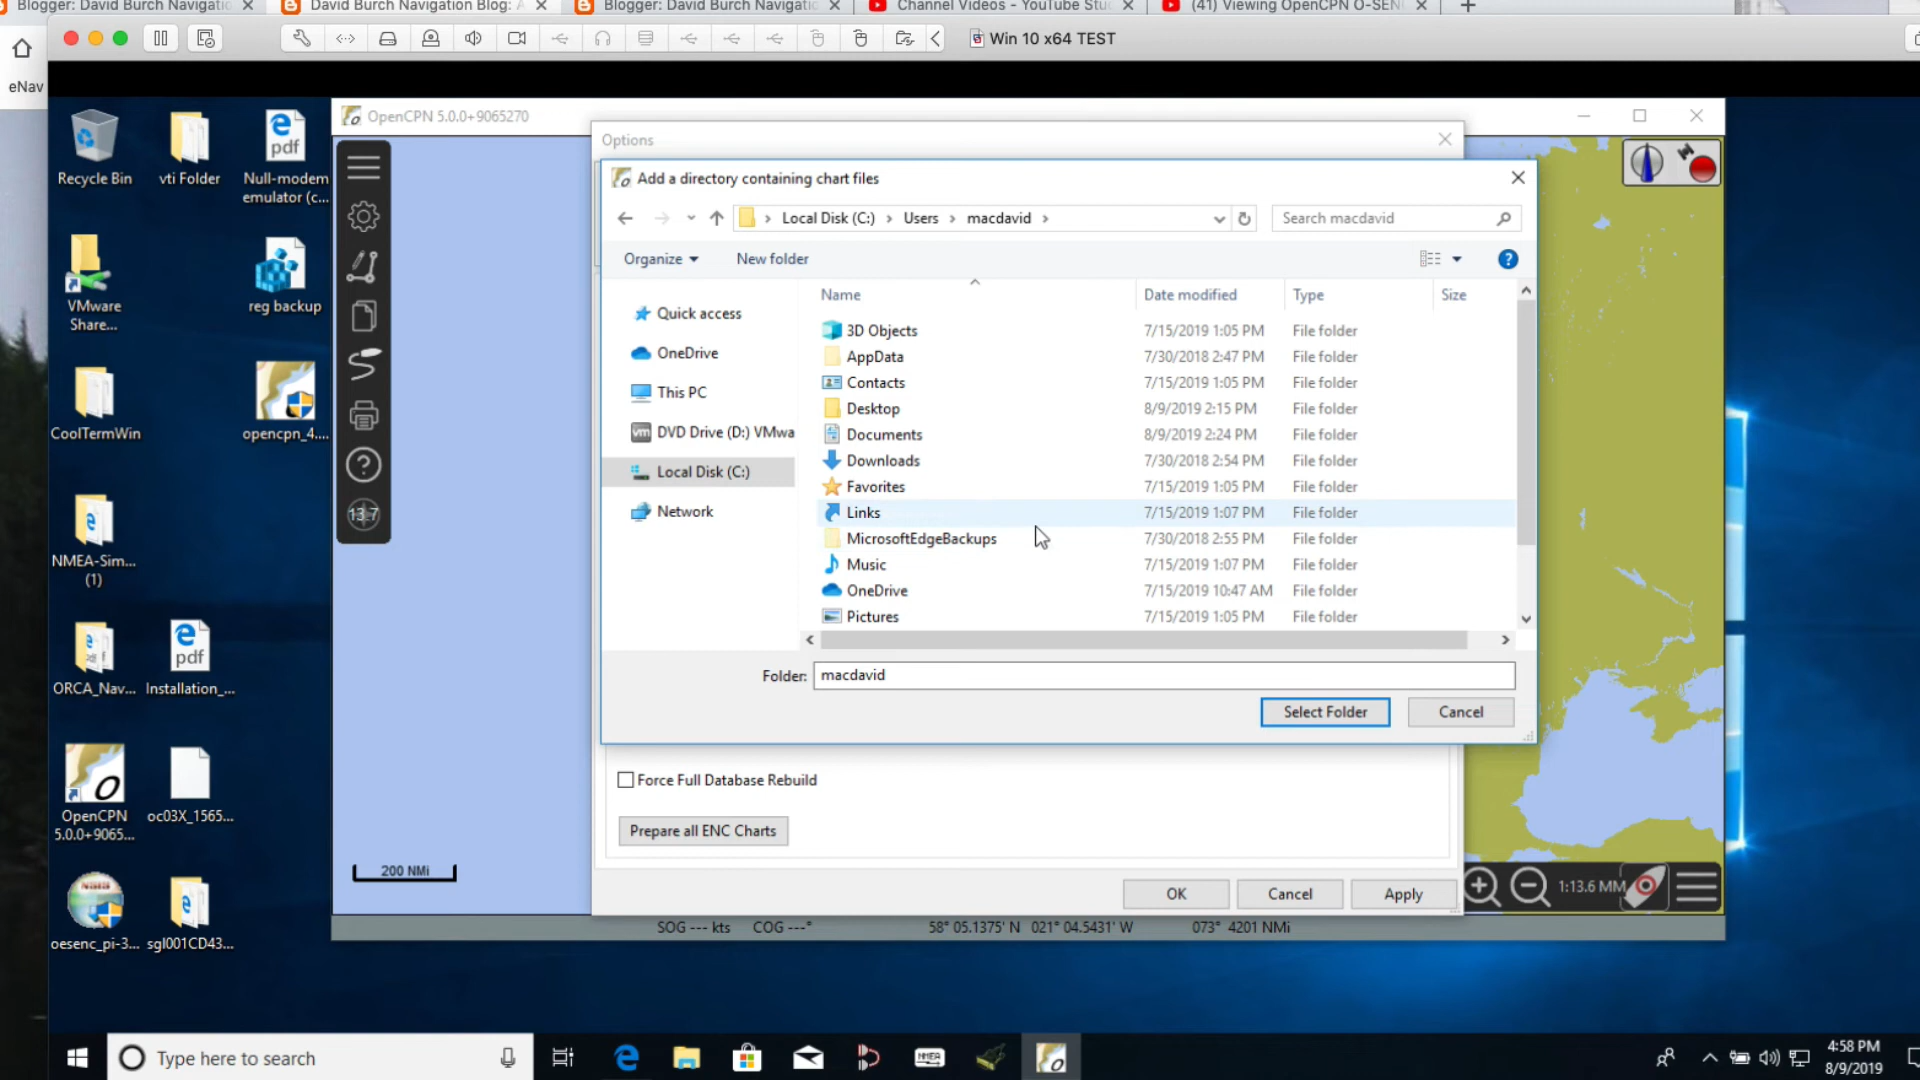 Blogger: David Burch Navigati
David Burch Navigation Blog: A
Blogger: David Burch Navigatic
Channel Videos - YouTube Stu
(41) Viewing OpenCPN O-SEN
Win 10 x64 TEST
eNav
Recycle Bin
vti Folder
Null-modem
emulator (c...
VMware
Share...
reg backup
CoolTermWin
opencpn_4....
NMEA-Sim...
(1)
ORCA_Nav...
Installation_...
OpenCPN
5.0.0+9065...
oc03X_1565...
oesenc_pi-3...
sgl001CD43...
OpenCPN 5.0.0+9065270
13.7
200 NMi
Options
Add a directory containing chart files
Local Disk (C:) > Users > macdavid >
Search macdavid
Organize
New folder
Quick access
OneDrive
This PC
DVD Drive (D:) VMwa
Local Disk (C:)
Network
Name Date modified Type Size
3D Objects 7/15/2019 1:05 PM File folder
AppData 7/30/2018 2:47 PM File folder
Contacts 7/15/2019 1:05 PM File folder
Desktop 8/9/2019 2:15 PM File folder
Documents 8/9/2019 2:24 PM File folder
Downloads 7/30/2018 2:54 PM File folder
Favorites 7/15/2019 1:05 PM File folder
Links 7/15/2019 1:07 PM File folder
MicrosoftEdgeBackups 7/30/2018 2:55 PM File folder
Music 7/15/2019 1:07 PM File folder
OneDrive 7/15/2019 10:47 AM File folder
Pictures 7/15/2019 1:05 PM File folder
Folder: macdavid
Select Folder
Cancel
Force Full Database Rebuild
Prepare all ENC Charts
OK
Cancel
Apply
1:13.6 MM
SOG --- kts COG ---° 58° 05.1375' N 021° 04.5431' W 073° 4201 NMi
Type here to search
NMEA
4:58 PM
8/9/2019